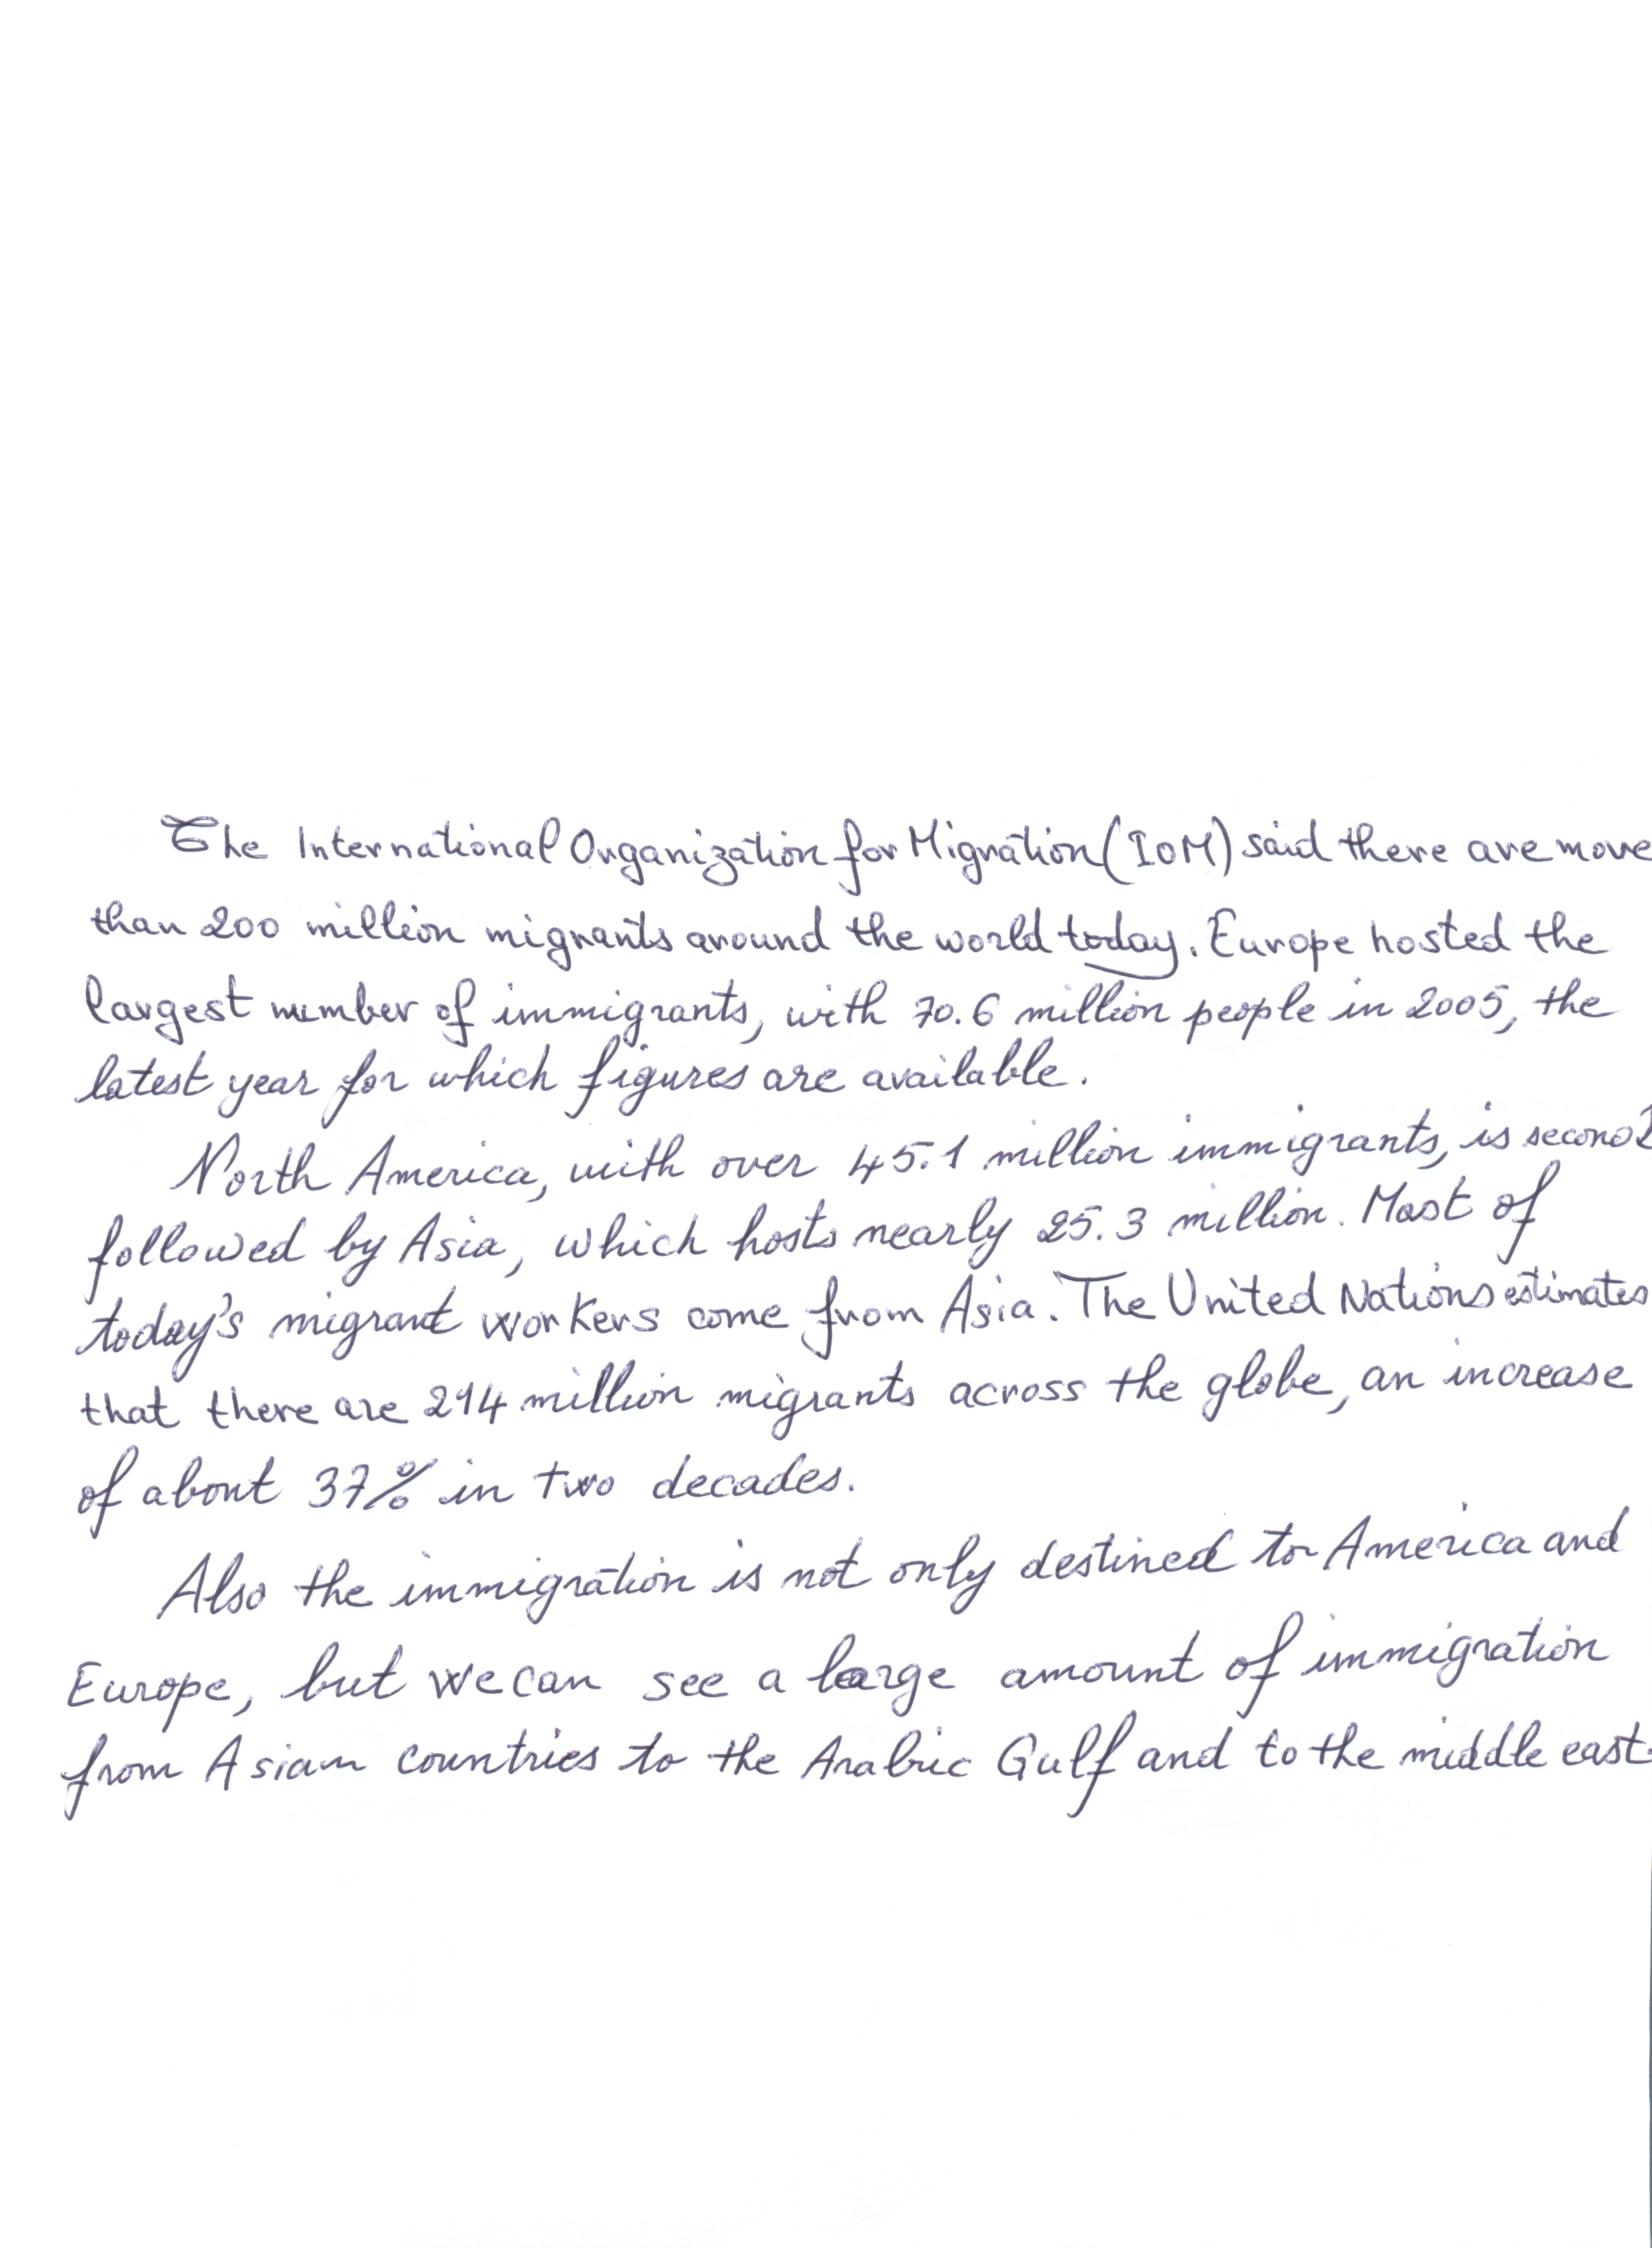 The International Organization for Migration (IOM) said there are more
than 200 million migrants around the world today. Europe hosted the
largest number of immigrants, with 70.6 million people in 2005, the
latest year for which figures are available.
North America, with over 45.1 million immigrants, is second
followed by Asia, which hosts nearly 25.3 million. Most of
today's migrant workers come from Asia. The United Nations estimates
that there are 214 million migrants across the globe, an increase
of about 37% in two decades.
Also the immigration is not only destined to America and
Europe, but we can see a large amount of immigration
from Asian countries to the Arabic Gulf and to the middle east.